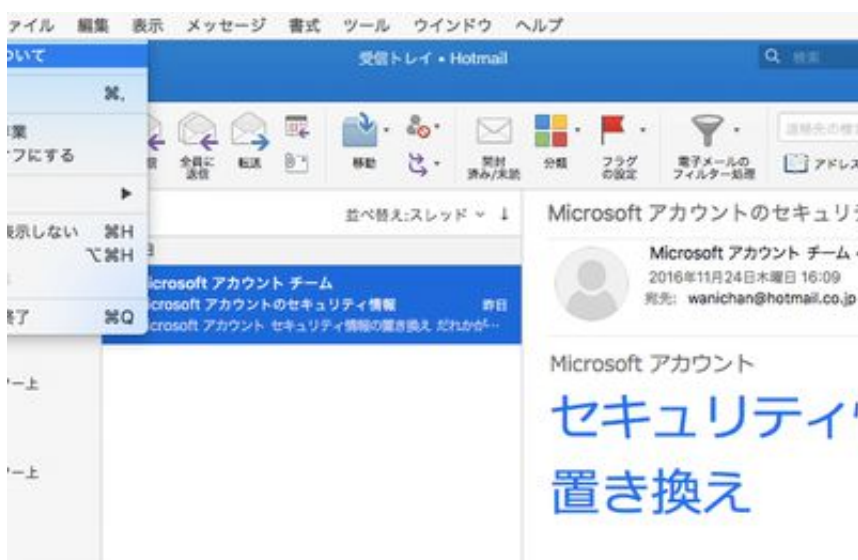 ァイル 編集 表示 メッセージ 書式 ツール ウインドウ ヘルプ
ついて
受信トレイ • Hotmail
検索
⌘,
フにする
全員に
返信
転送
移動
開封
済み/未読
分類
フラグ
の設定
電子メールの
フィルター処理
アドレス
表示しない ⌘H
⌥⌘H
終了 ⌘Q
並べ替え:スレッド ↓
icrosoft アカウント チーム
icrosoft アカウントのセキュリティ情報 昨日
icrosoft アカウント セキュリティ情報の置き換え だれかが…
ー上
ー上
Microsoft アカウントのセキュリテ
Microsoft アカウント チーム
2016年11月24日木曜日 16:09
宛先: wanichan@hotmail.co.jp
Microsoft アカウント
セキュリティ
置き換え